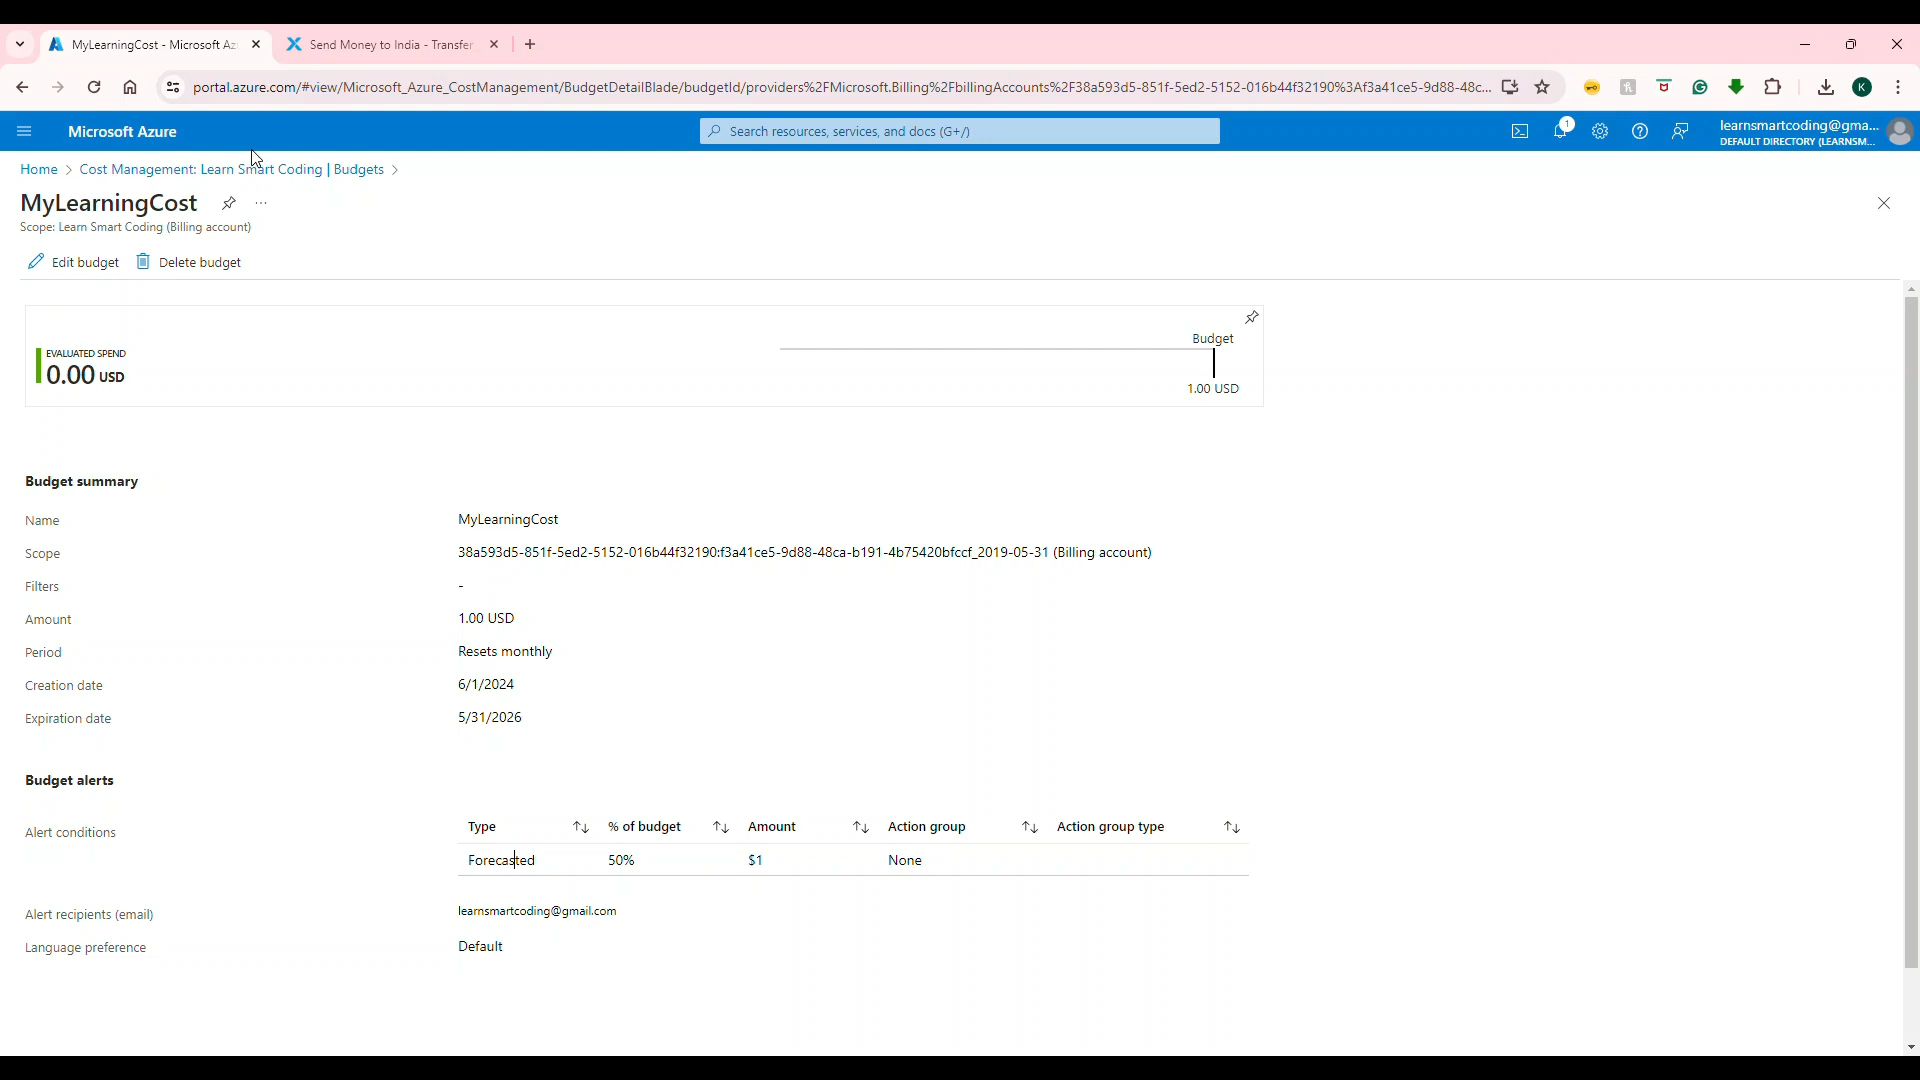 MyLearningCost - Microsoft Az
Send Money to India - Transfer
portal.azure.com/#view/Microsoft_Azure_CostManagement/BudgetDetailBlade/budgetId/providers%2FMicrosoft.Billing%2FbillingAccounts%2F38a593d5-851f-5ed2-5152-016b44f32190%3Af3a41ce5-9d88-48c...
K
Microsoft Azure
Search resources, services, and docs (G+/)
1
learnsmartcoding@gma...
DEFAULT DIRECTORY (LEARNSM...
Home > Cost Management: Learn Smart Coding | Budgets >
MyLearningCost ...
Scope: Learn Smart Coding (Billing account)
Edit budget Delete budget
Budget
EVALUATED SPEND
0.00 USD
1.00 USD
Budget summary
Name MyLearningCost
Scope 38a593d5-851f-5ed2-5152-016b44f32190:f3a41ce5-9d88-48ca-b191-4b75420bfccf_2019-05-31 (Billing account)
Filters -
Amount 1.00 USD
Period Resets monthly
Creation date 6/1/2024
Expiration date 5/31/2026
Budget alerts
Alert conditions
Type % of budget Amount Action group Action group type
Forecasted 50% $1 None
Alert recipients (email) learnsmartcoding@gmail.com
Language preference Default